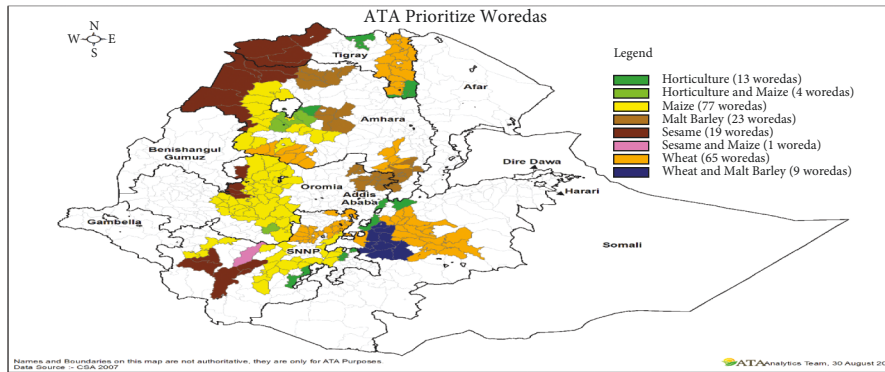 ATA Prioritize Woredas
N
W E
S
Tigray
Afar
Amhara
Benishangul
Gumuz
Dire Dawa
Harari
Oromia
Addis
Ababa
Gambella
SNNP
Somali
Legend
Horticulture (13 woredas)
Horticulture and Maize (4 woredas)
Maize (77 woredas)
Malt Barley (23 woredas)
Sesame (19 woredas)
Sesame and Maize (1 woreda)
Wheat (65 woredas)
Wheat and Malt Barley (9 woredas)
Names and Boundaries on this map are not authoritative, they are only for ATA Purposes.
Data Source :- CSA 2007
ATA Analytics Team, 30 August 20